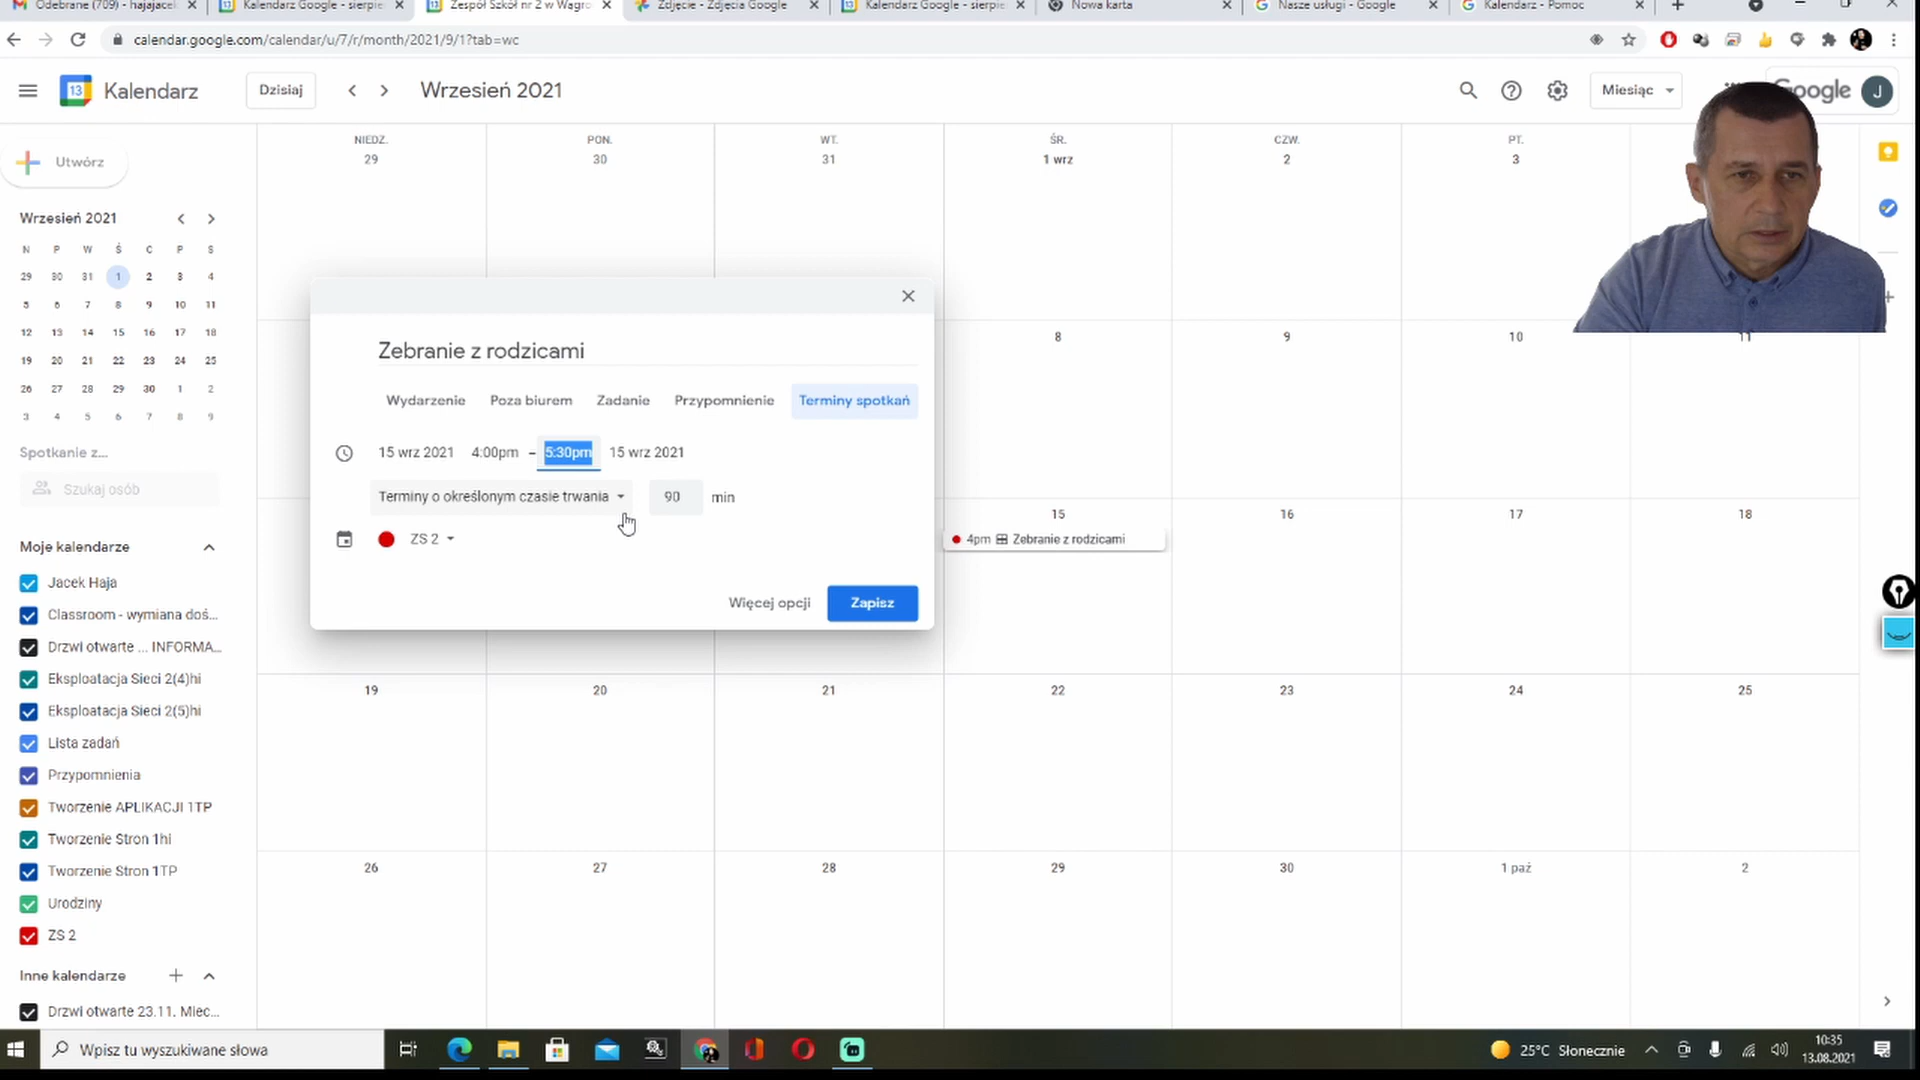 Odebrane (709) - hajajacek
Kalendarz Google - sierpie
Zespół Szkół nr 2 w Wągro
Zdjęcie - Zdjęcia Google
Kalendarz Google - sierpie
Nowa karta
Nasze usługi - Google
Kalendarz - Pomoc
calendar.google.com/calendar/u/7/r/month/2021/9/1?tab=wc
13 Kalendarz
Dzisiaj
Wrzesień 2021
Miesiąc
Google
J
Utwórz
Wrzesień 2021
N P W Ś C P S
29 30 31 1 2 3 4
5 6 7 8 9 10 11
12 13 14 15 16 17 18
19 20 21 22 23 24 25
26 27 28 29 30 1 2
3 4 5 6 7 8 9
Spotkanie z...
Szukaj osób
Moje kalendarze
Jacek Haja
Classroom - wymiana doś...
Drzwi otwarte ... INFORMA...
Eksploatacja Sieci 2(4)hi
Eksploatacja Sieci 2(5)hi
Lista zadań
Przypomnienia
Tworzenie APLIKACJI 1TP
Tworzenie Stron 1hi
Tworzenie Stron 1TP
Urodziny
ZS 2
Inne kalendarze
Drzwi otwarte 23.11. Miec...
NIEDZ. PON. WT. ŚR. CZW. PT.
29 30 31 1 wrz 2 3
8 9 10 11
Zebranie z rodzicami
Wydarzenie Poza biurem Zadanie Przypomnienie Terminy spotkań
15 wrz 2021 4:00pm – 5:30pm 15 wrz 2021
Terminy o określonym czasie trwania 90 min
ZS 2
Więcej opcji Zapisz
15 16 17 18
4pm Zebranie z rodzicami
19 20 21 22 23 24 25
26 27 28 29 30 1 paź 2
Wpisz tu wyszukiwane słowa
25°C Słonecznie
10:35
13.08.2021